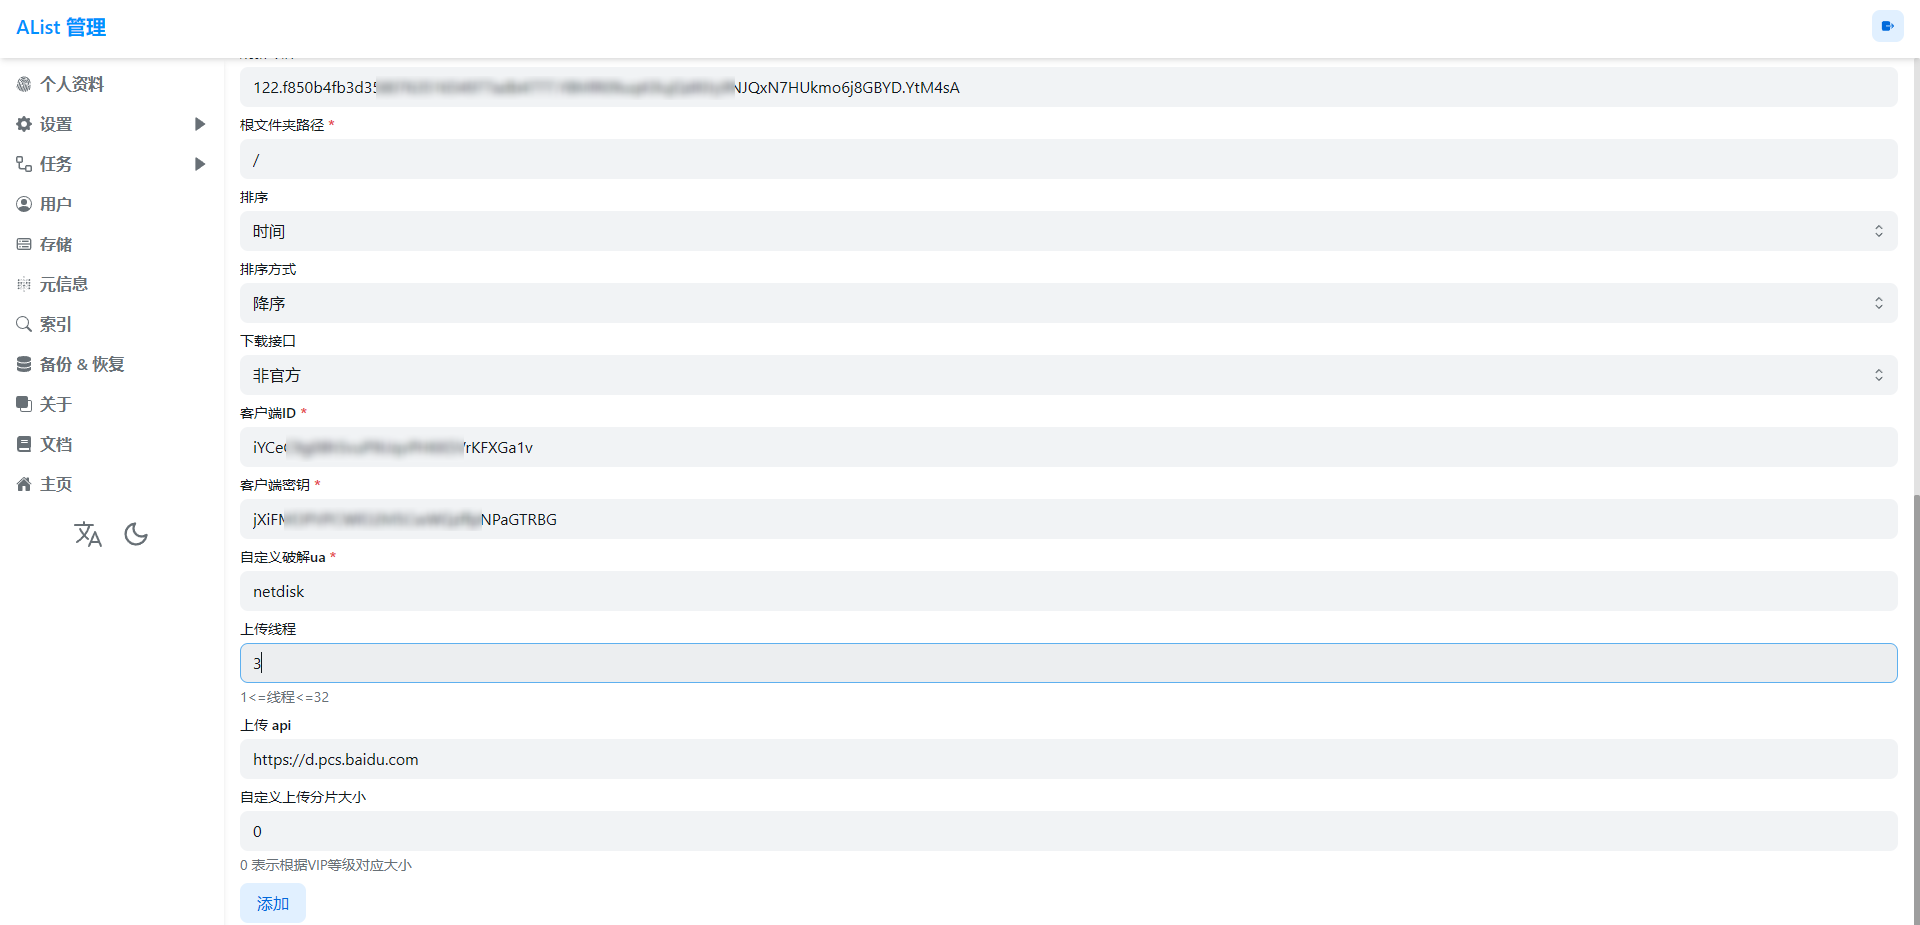 AList 管理
个人资料
设置
任务
用户
存储
元信息
索引
备份 & 恢复
关于
文档
主页
122.f850b4fb3d35 NJQxN7HUkmo6j8GBYD.YtM4sA
根文件夹路径 *
/
排序
时间
排序方式
降序
下载接口
非官方
客户端ID *
iYCe rKFXGa1v
客户端密钥 *
jXiFM NPaGTRBG
自定义破解ua *
netdisk
上传线程
3
1<=线程<=32
上传 api
https://d.pcs.baidu.com
自定义上传分片大小
0
0 表示根据VIP等级对应大小
添加